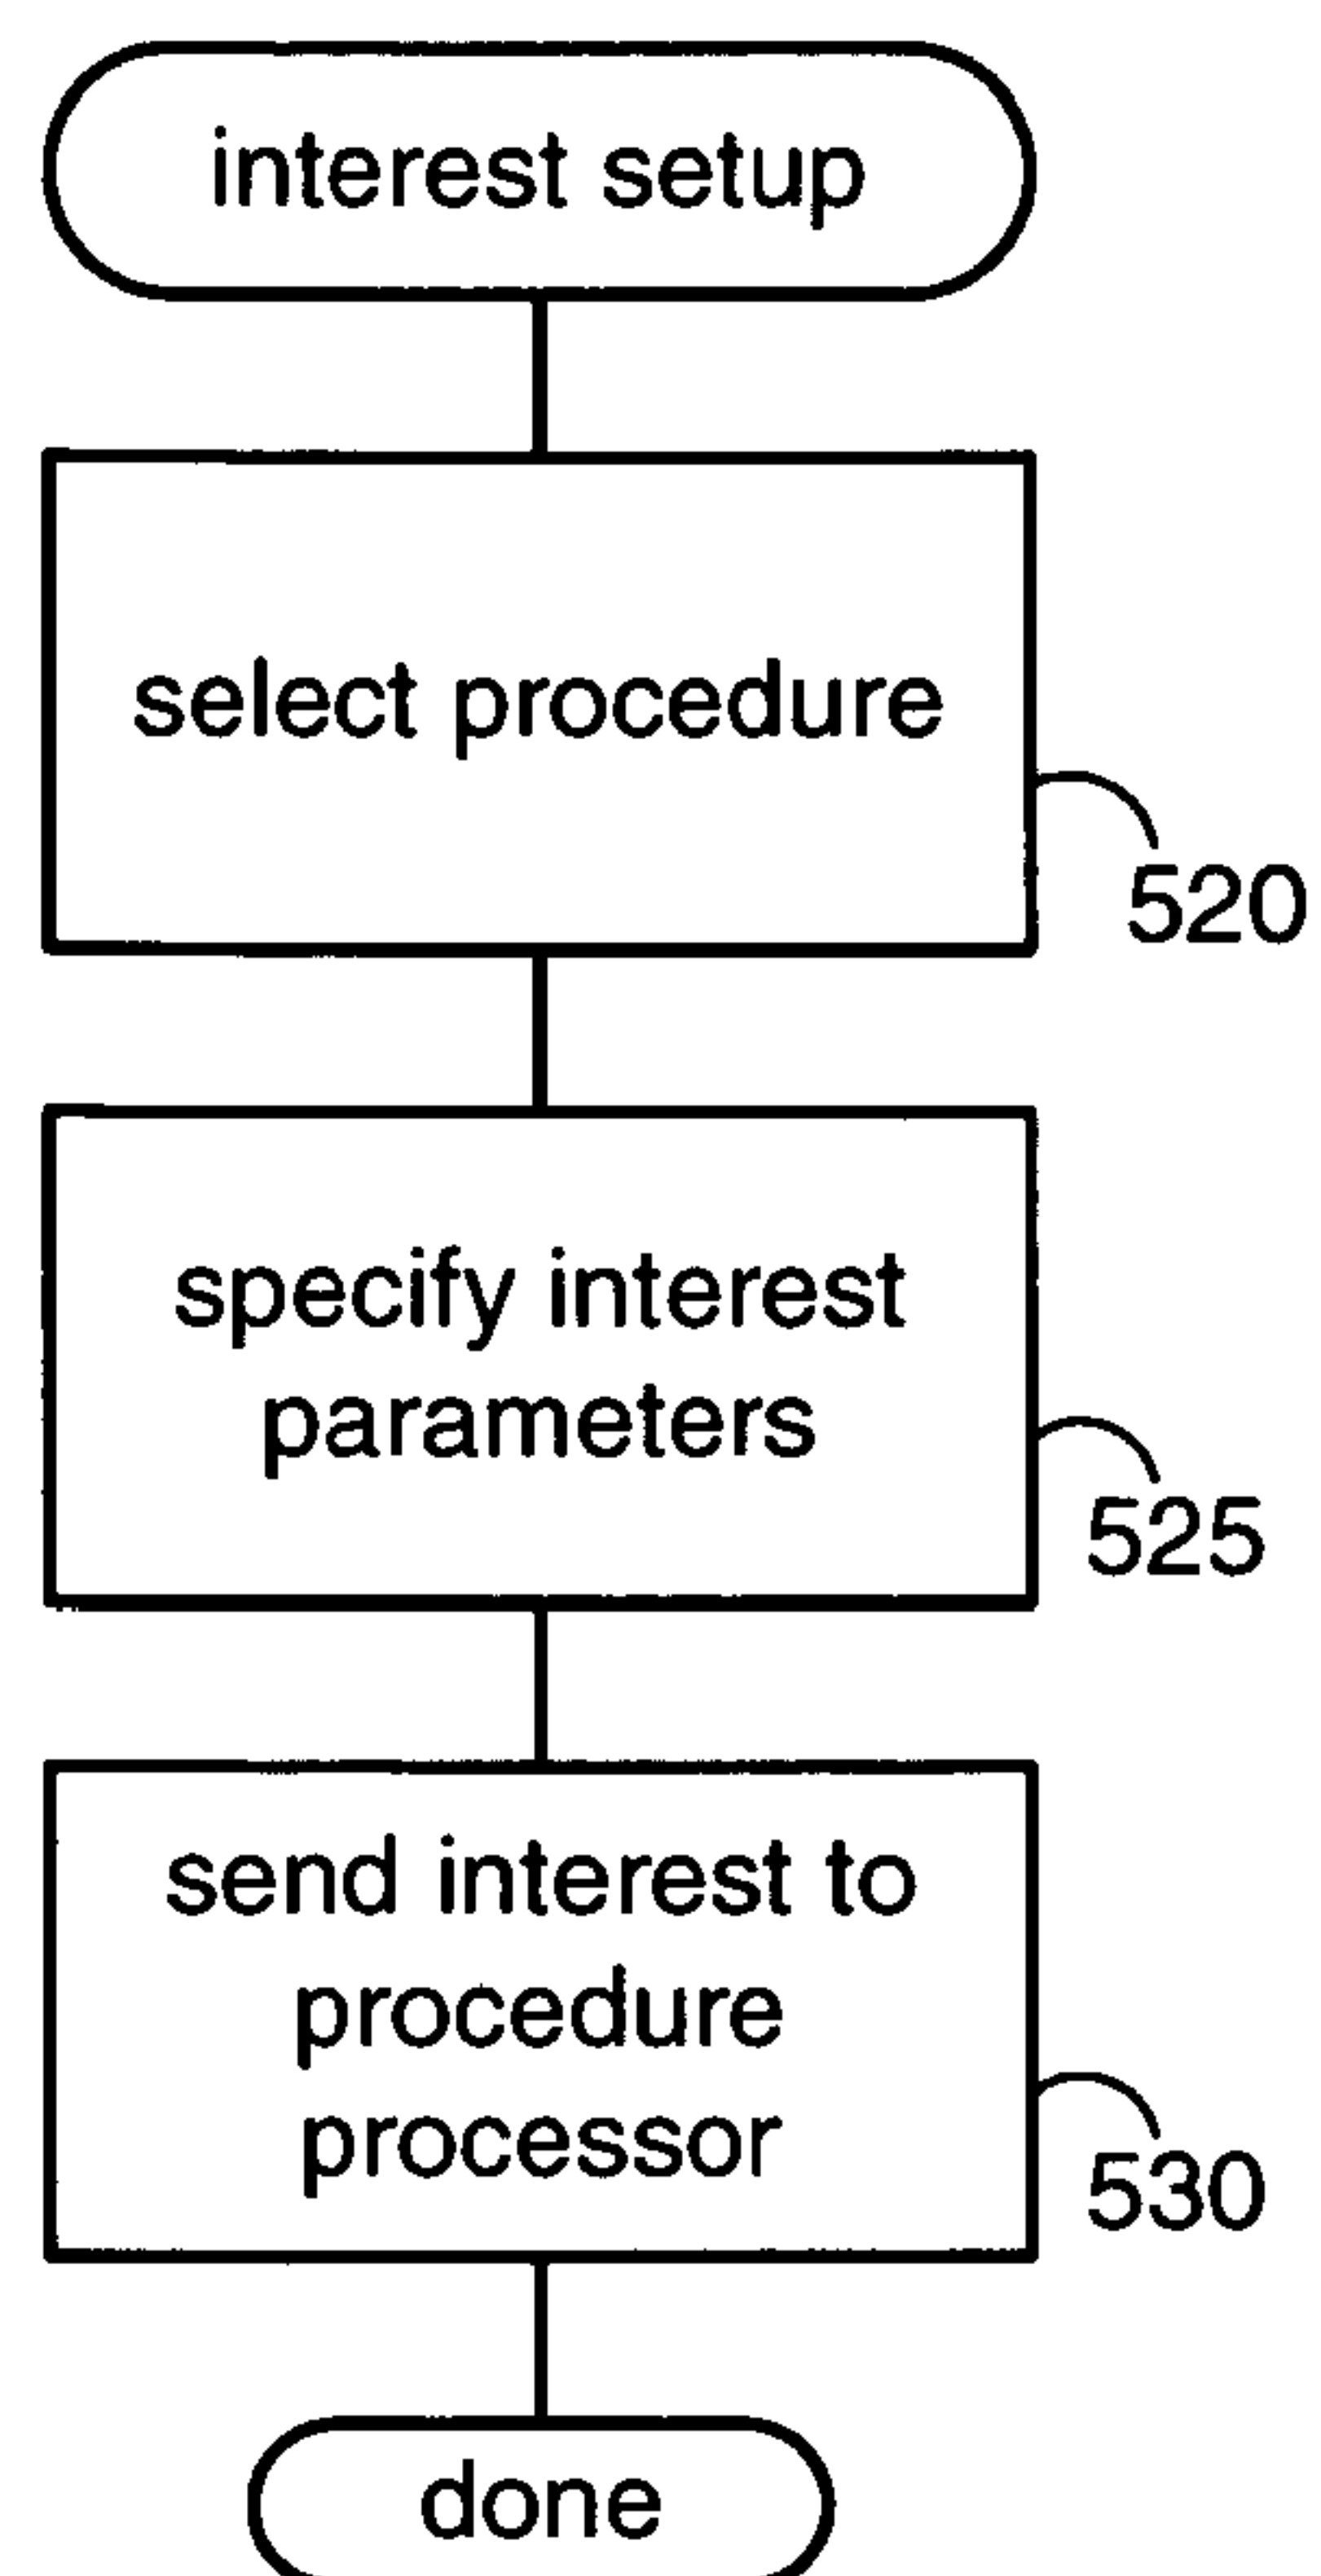 interest setup
select procedure
520
specify interest
parameters
525
send interest to
procedure
processor
530
done